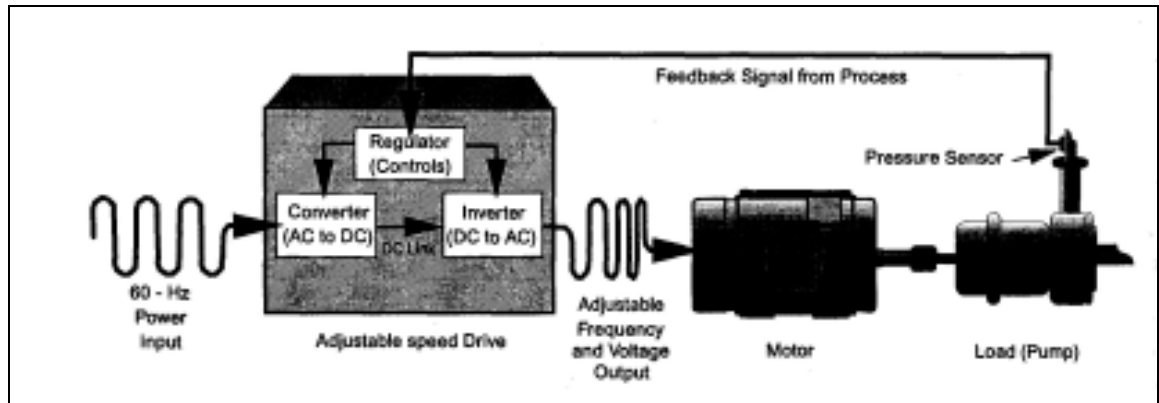 Feedback Signal from Process
Regulator
(Controls)
Pressure Sensor
Converter
(AC to DC)
DC Link
Inverter
(DC to AC)
60 - Hz
Power
Input
Adjustable speed Drive
Adjustable
Frequency
and Voltage
Output
Motor
Load (Pump)